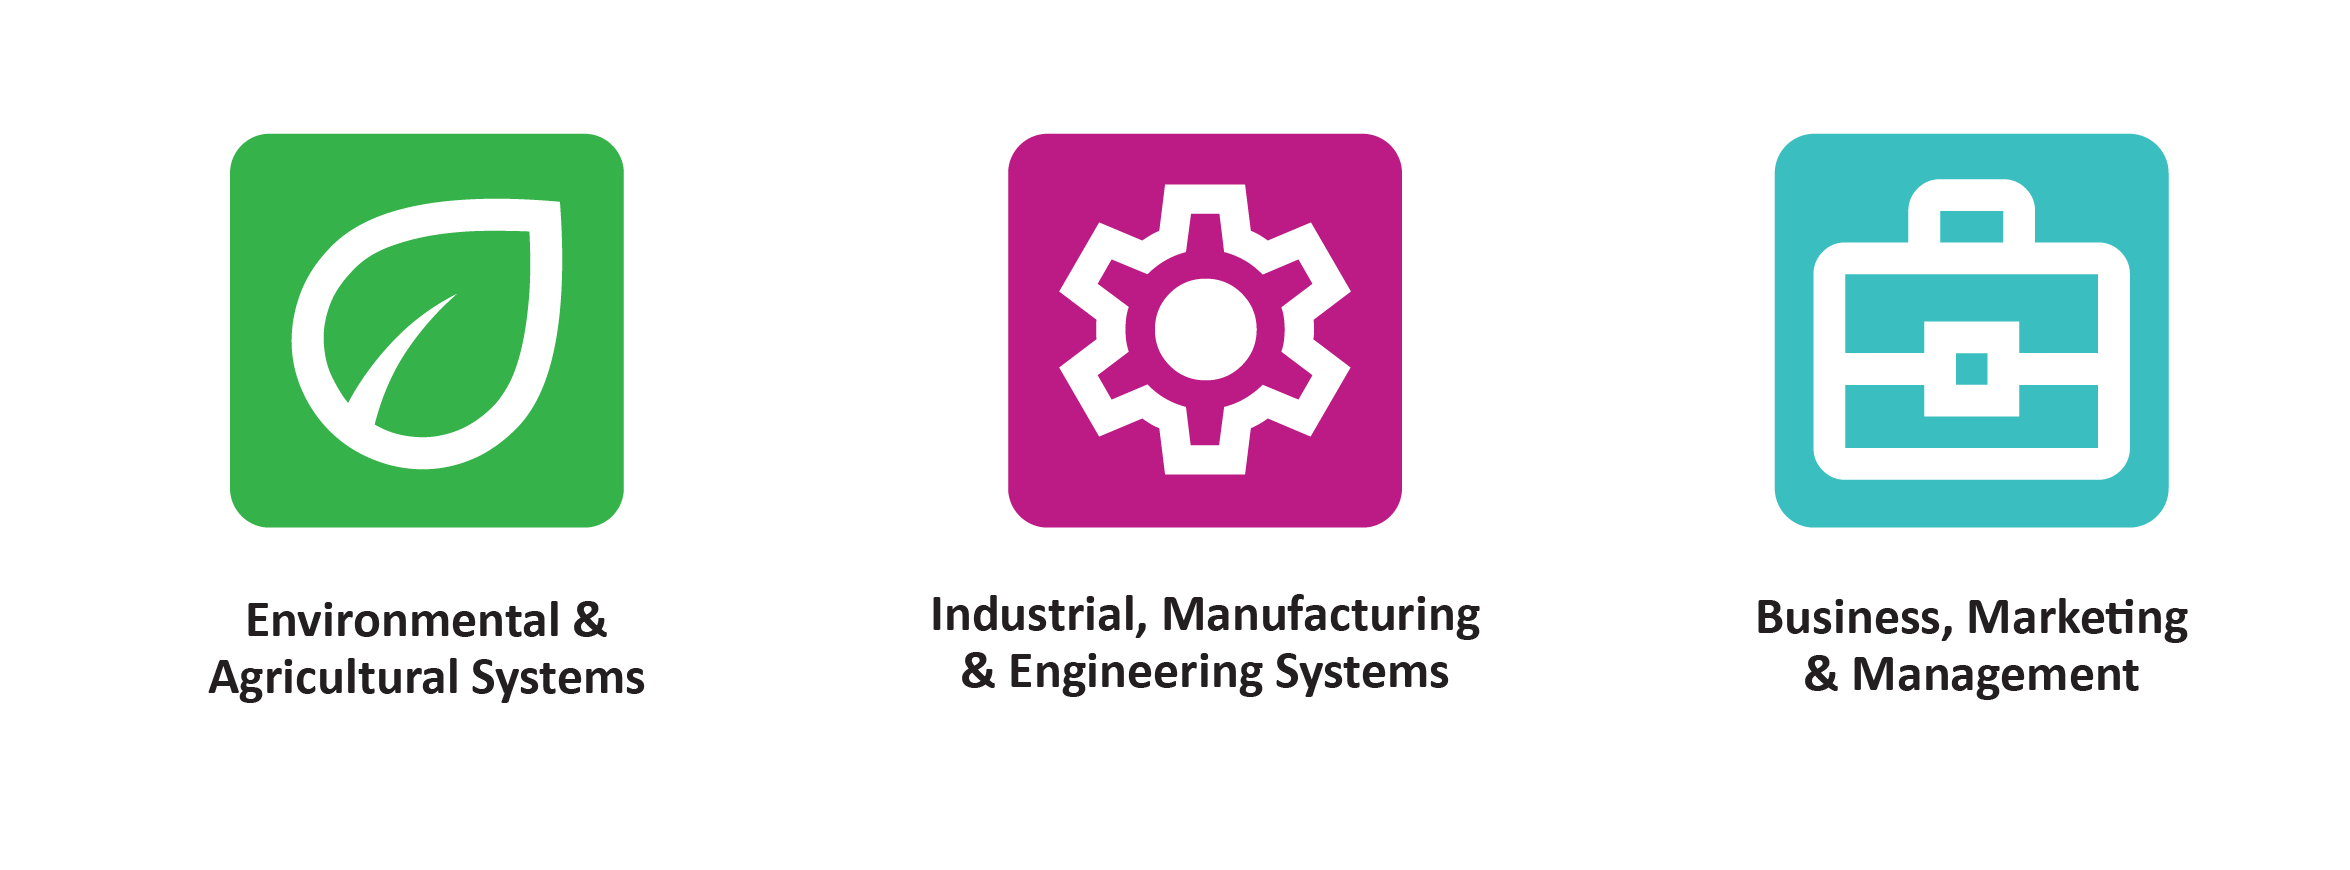 Environmental &
Agricultural Systems
Industrial, Manufacturing
& Engineering Systems
Business, Marketing
& Management